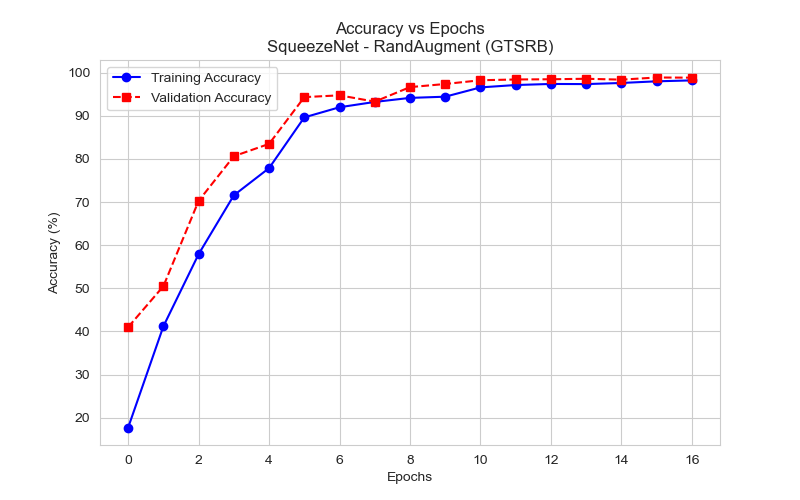 Accuracy vs Epochs
SqueezeNet - RandAugment (GTSRB)
Training Accuracy
Validation Accuracy
Accuracy (%)
100
90
80
70
60
50
40
30
20
0 2 4 6 8 10 12 14 16
Epochs